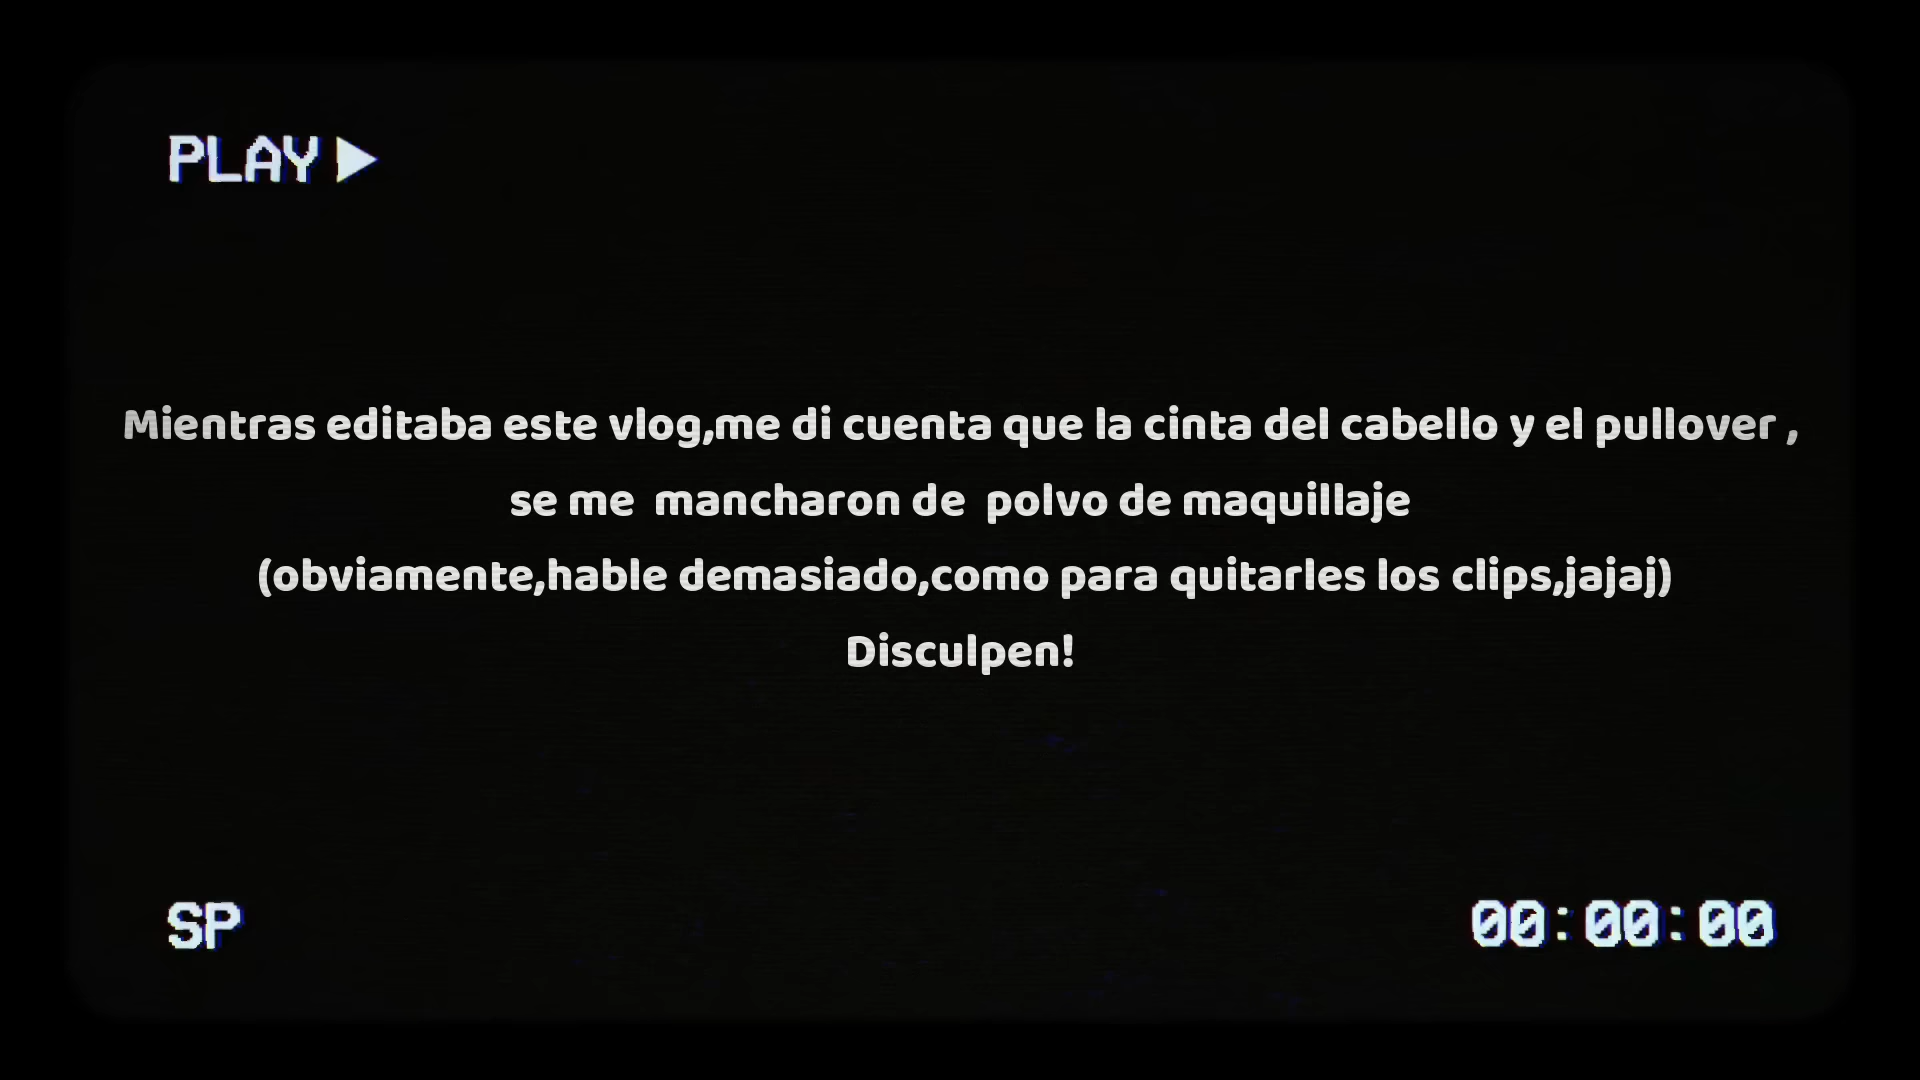 PLAY
Mientras editaba este vlog,me di cuenta que la cinta del cabello y el pullover ,
se me  mancharon de  polvo de maquillaje
(obviamente,hable demasiado,como para quitarles los clips,jajaj)
Disculpen!
SP
00:00:00